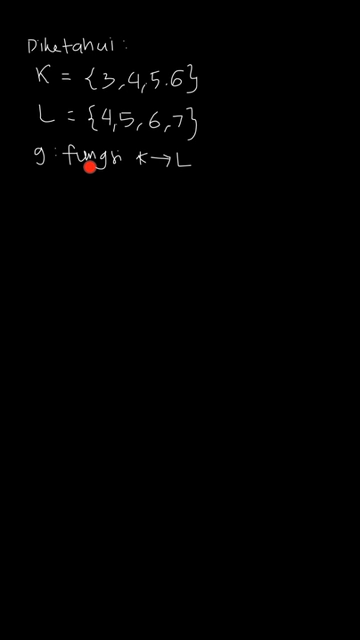 Diketahui:
K = {3,4,5.6}
L = {4,5,6,7}
g: fungsi K→L